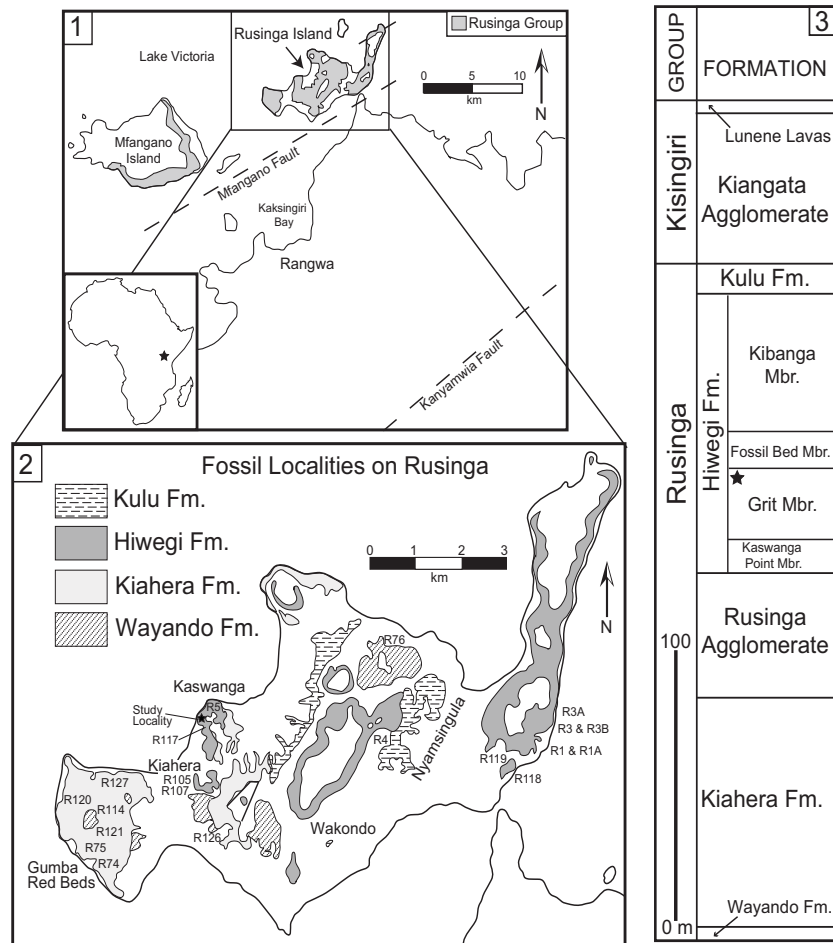 1
Rusinga Island
Rusinga Group
Lake Victoria
0 5 10
km
N
Mfangano
Island
Mfangano Fault
Kaksingiri
Bay
Rangwa
Kanyamwia Fault
2
Fossil Localities on Rusinga
Kulu Fm.
Hiwegi Fm.
Kiahera Fm.
Wayando Fm.
0 1 2 3
km
N
R76
Kaswanga
R5
Study
Locality
R117
Nyamsingula
R4
R3A
R3 & R3B
R1 & R1A
R119
R118
Kiahera
R105
R107
R127
R120
R114
R121
R126
R75
R74
Wakondo
Gumba
Red Beds
3
GROUP
FORMATION
Lunene Lavas
Kisingiri
Kiangata
Agglomerate
Kulu Fm.
Rusinga
Hiwegi Fm.
Kibanga
Mbr.
Fossil Bed Mbr.
Grit Mbr.
Kaswanga
Point Mbr.
Rusinga
Agglomerate
100
Kiahera Fm.
Wayando Fm.
0 m